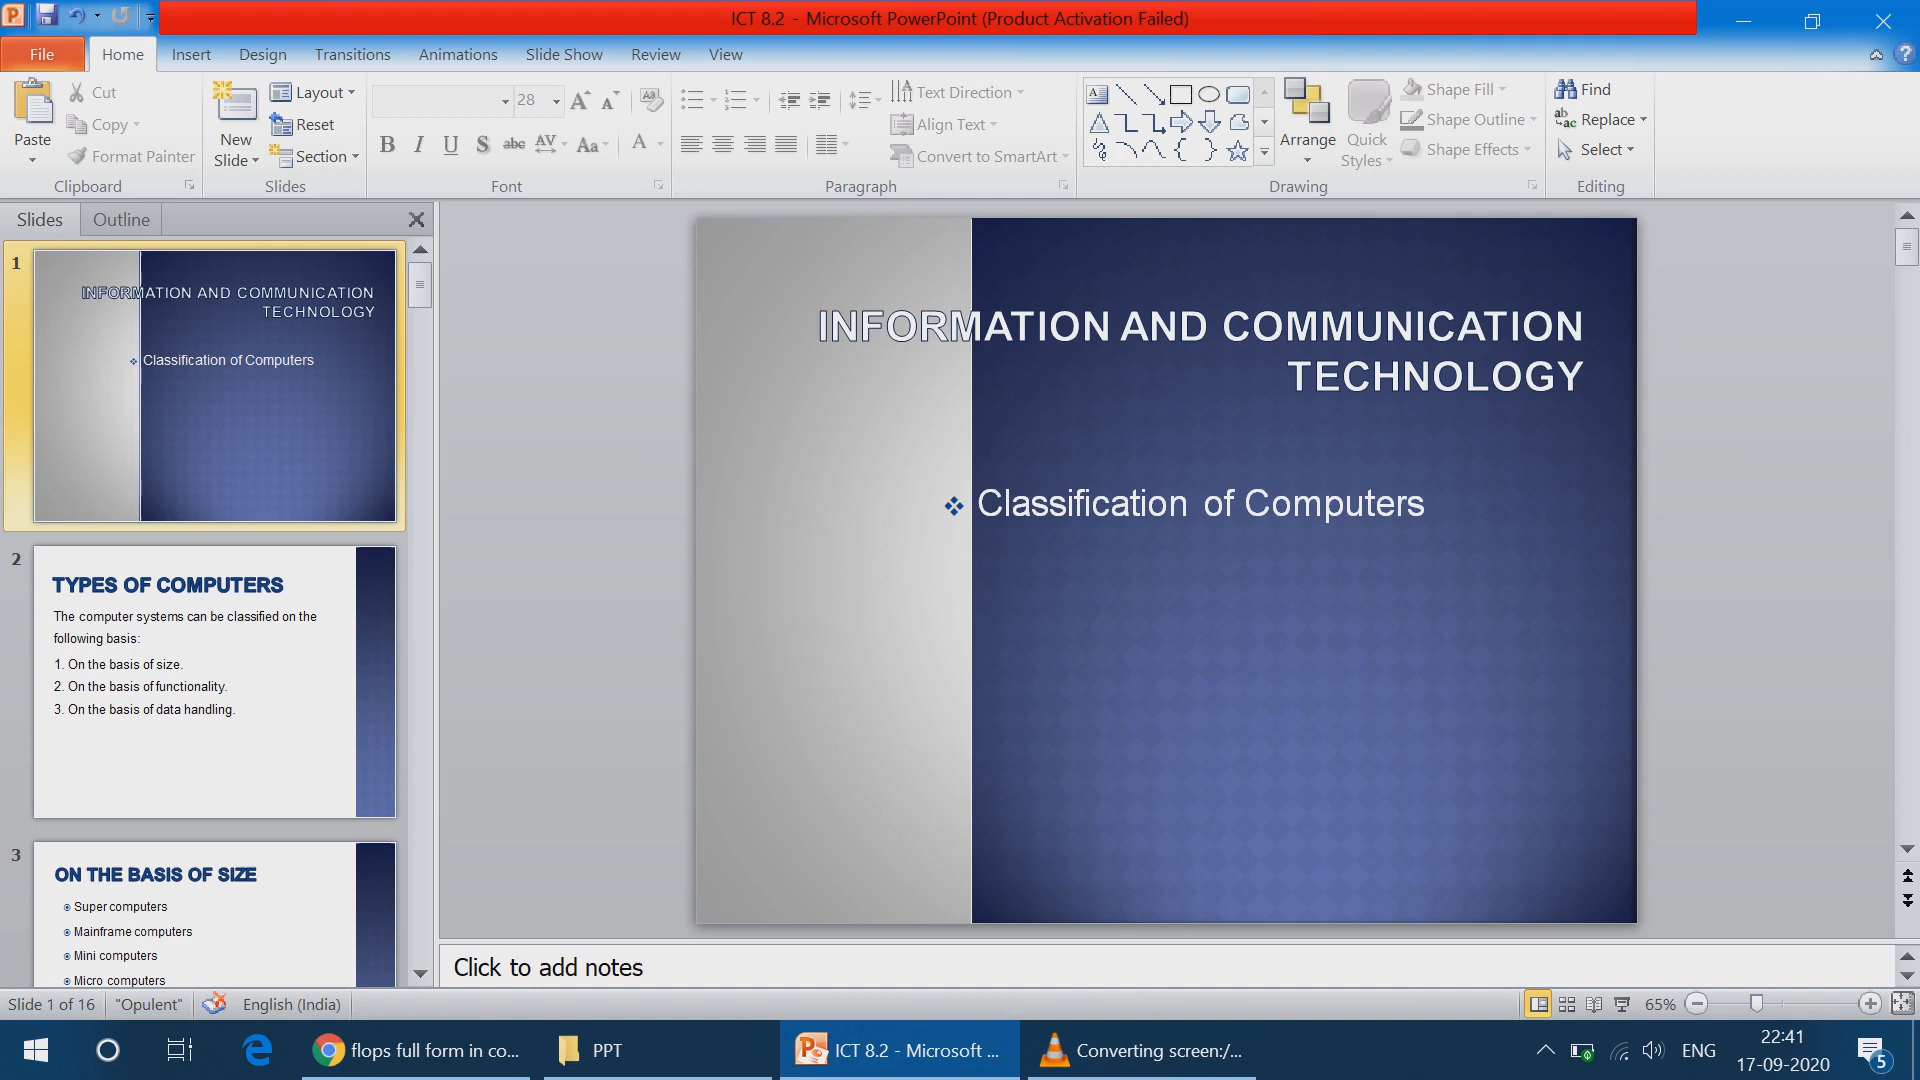 ICT 8.2 - Microsoft PowerPoint (Product Activation Failed)
File Home Insert Design Transitions Animations Slide Show Review View
Paste
Cut
Copy
Format Painter
Clipboard
New
Slide
Layout
Reset
Section
Slides
28
B I U S abc AV Aa A
Font
Text Direction
Align Text
Convert to SmartArt
Paragraph
Arrange
Quick
Styles
Shape Fill
Shape Outline
Shape Effects
Drawing
Find
Replace
Select
Editing
Slides Outline
1
INFORMATION AND COMMUNICATION
TECHNOLOGY
Classification of Computers
2
TYPES OF COMPUTERS
The computer systems can be classified on the
following basis:
1. On the basis of size.
2. On the basis of functionality.
3. On the basis of data handling.
3
ON THE BASIS OF SIZE
Super computers
Mainframe computers
Mini computers
Micro computers
INFORMATION AND COMMUNICATION
TECHNOLOGY
Classification of Computers
Click to add notes
Slide 1 of 16 "Opulent" English (India) 65%
flops full form in co... PPT ICT 8.2 - Microsoft ... Converting screen:/... ENG 22:41
17-09-2020
5